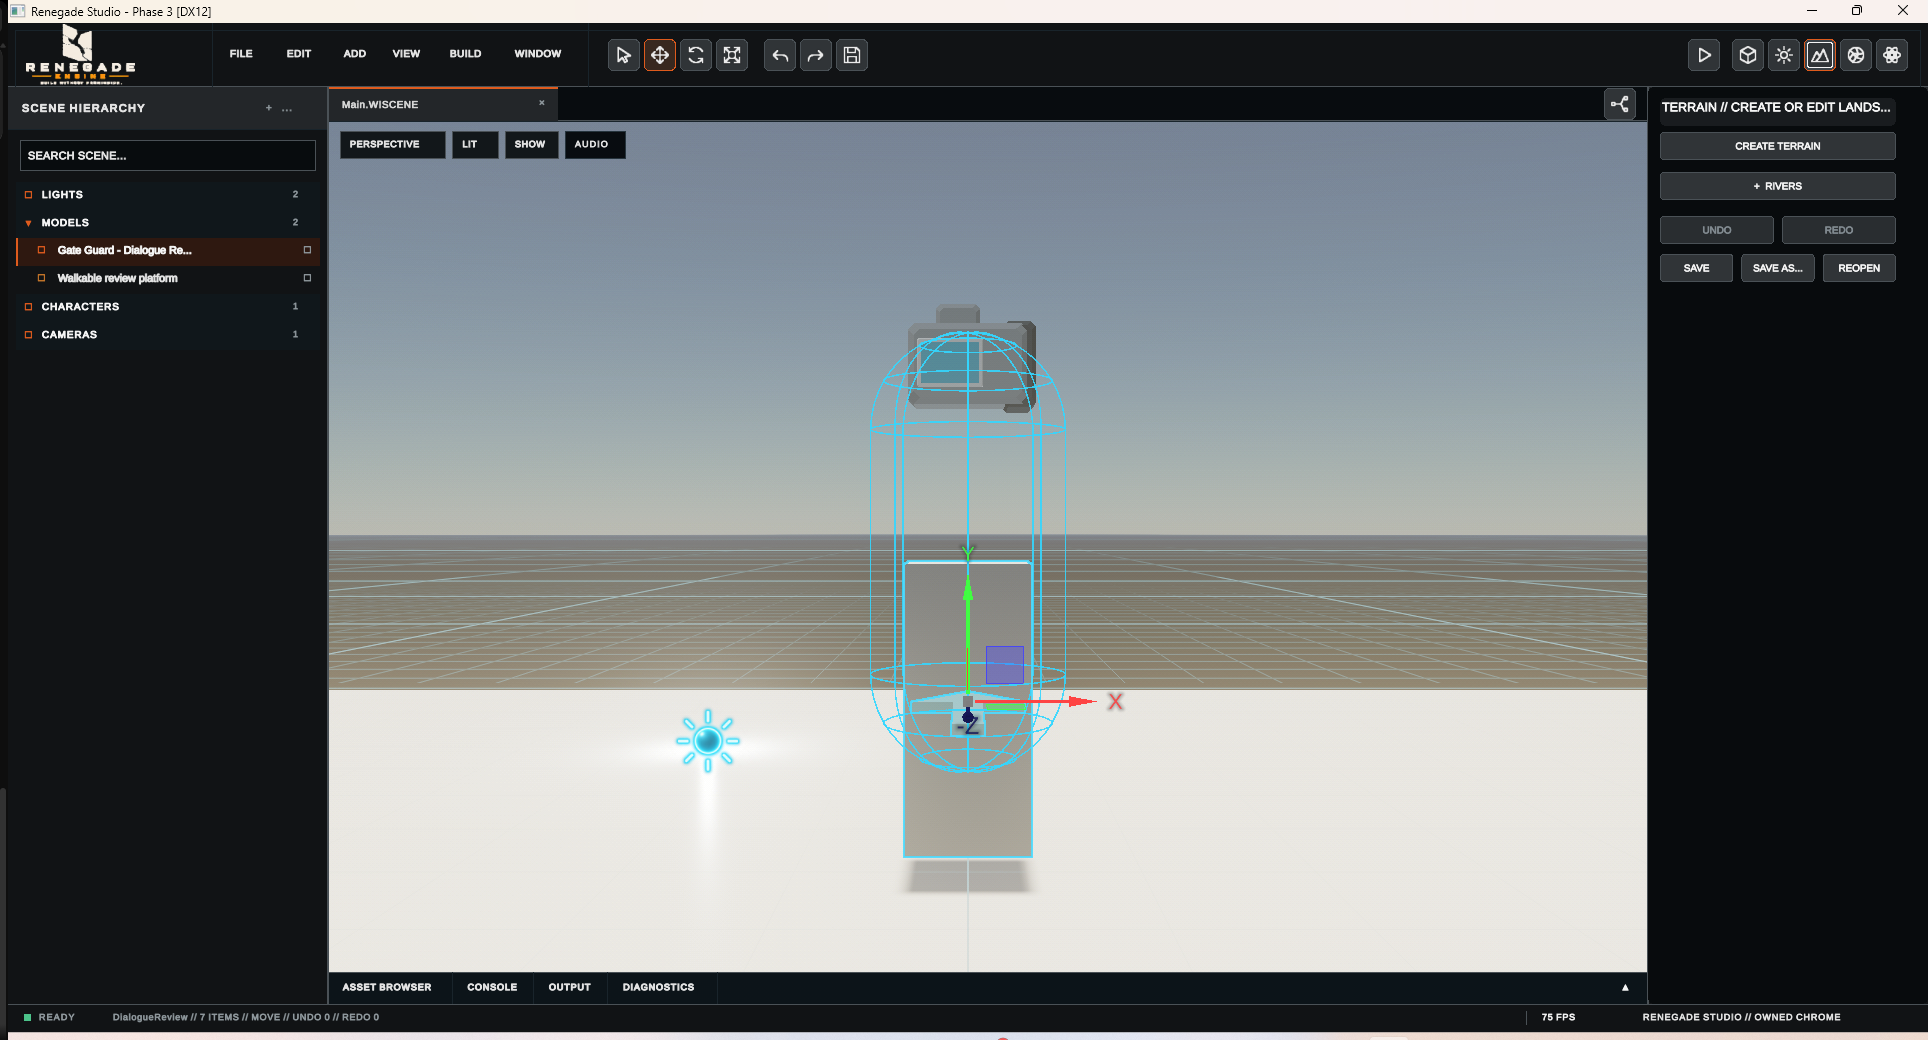 Renegade Studio - Phase 3 [DX12]
RENEGADE
ENGINE
FILE EDIT ADD VIEW BUILD WINDOW
SCENE HIERARCHY + ...
Main.WISCENE ×
TERRAIN // CREATE OR EDIT LANDS...
SEARCH SCENE...
PERSPECTIVE LIT SHOW AUDIO
CREATE TERRAIN
+ RIVERS
LIGHTS 2
MODELS 2
Gate Guard - Dialogue Re...
Walkable review platform
CHARACTERS 1
CAMERAS 1
UNDO REDO
SAVE SAVE AS... REOPEN
Y
X
-Z
ASSET BROWSER CONSOLE OUTPUT DIAGNOSTICS
READY DialogueReview // 7 ITEMS // MOVE // UNDO 0 // REDO 0 75 FPS RENEGADE STUDIO // OWNED CHROME